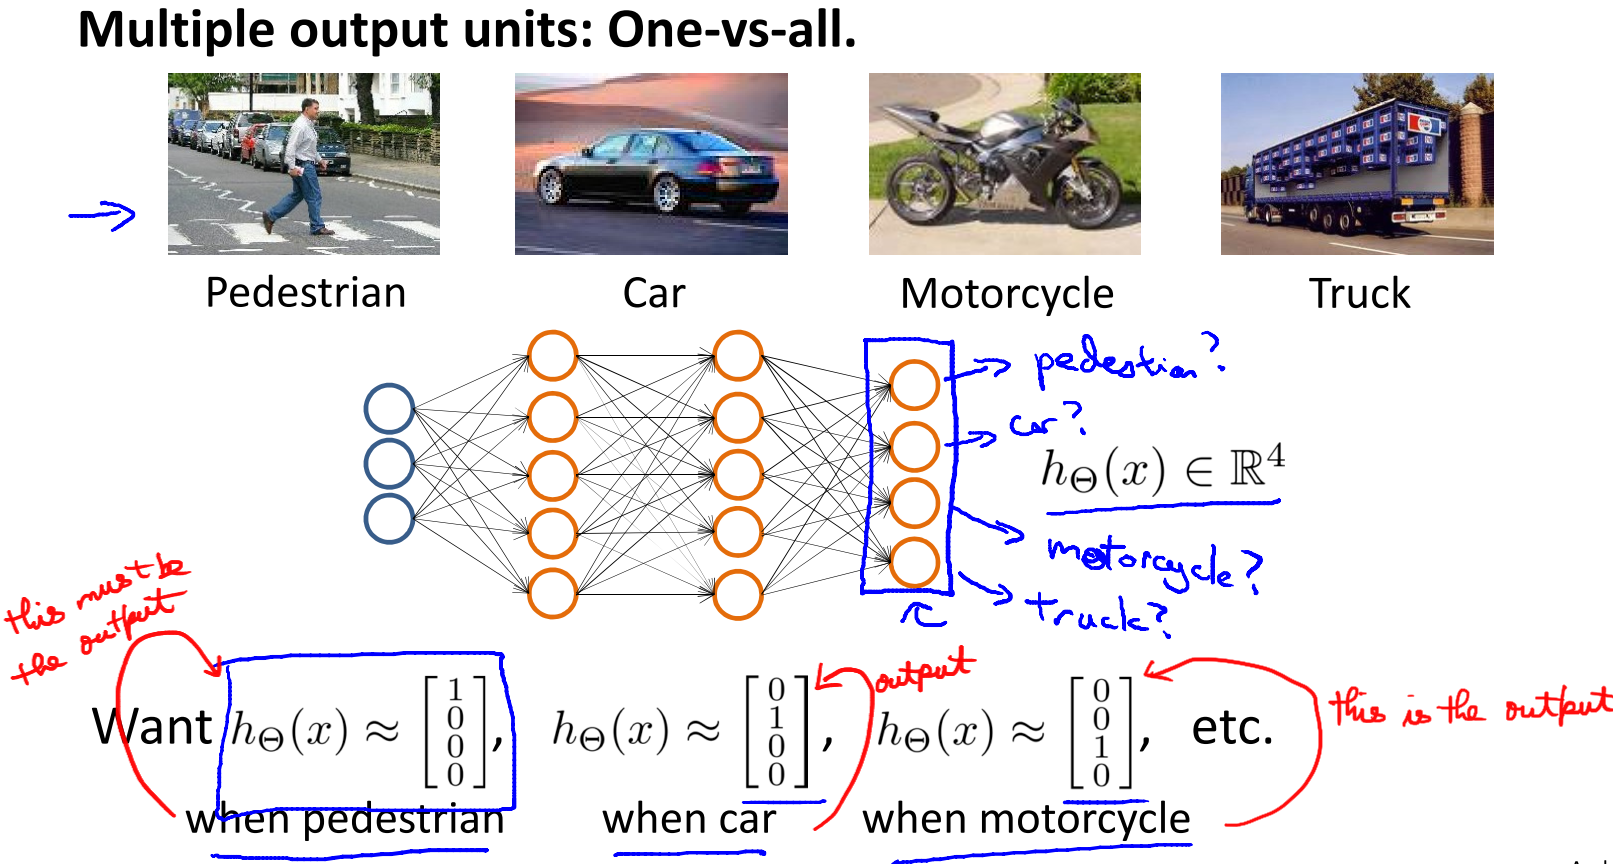 Multiple output units: One-vs-all.
Pedestrian Car Motorcycle Truck
pedestrian?
car?
hΘ(x) ∈ ℝ⁴
motorcycle?
truck?
this must be
the output
output
this is the output
Want hΘ(x) ≈ [1 0 0 0], hΘ(x) ≈ [0 1 0 0], hΘ(x) ≈ [0 0 1 0], etc.
when pedestrian when car when motorcycle